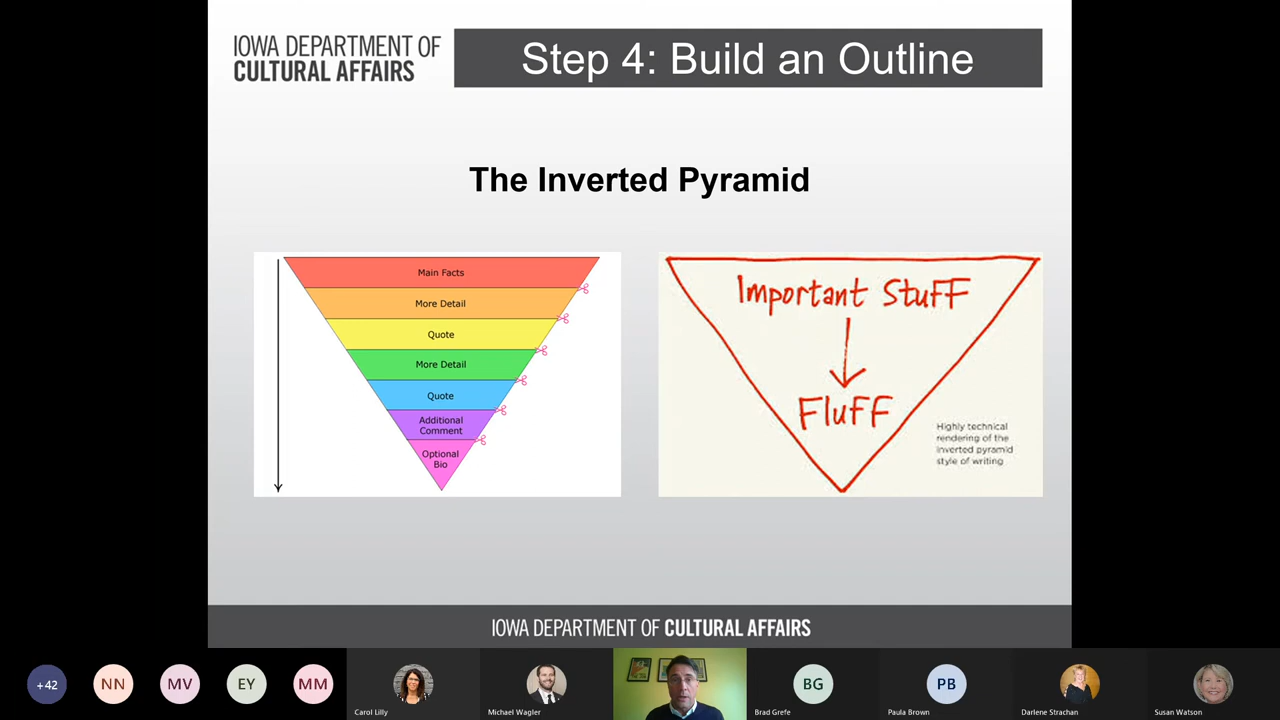 IOWA DEPARTMENT OF
CULTURAL AFFAIRS
Step 4: Build an Outline
The Inverted Pyramid
Main Facts
More Detail
Quote
More Detail
Quote
Additional
Comment
Optional
Bio
Important Stuff
Fluff
Highly technical
rendering of the
inverted pyramid
style of writing
IOWA DEPARTMENT OF CULTURAL AFFAIRS
+42
NN
MV
EY
MM
Carol Lilly
Michael Wagler
BG
Brad Grefe
PB
Paula Brown
Darlene Strachan
Susan Watson